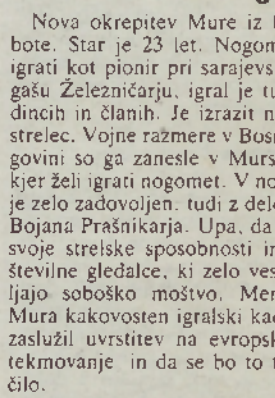 Nova okrepitev Mure iz
bote. Star je 23 let. Nogom
igrati kot pionir pri sarajevs
gašu Železničarju, igral je tu
dincih in članih. Je izrazit n
strelec. Vojne razmere v Bosn
govini so ga zanesle v Murs
kjer želi igrati nogomet. V no
je zelo zadovoljen, tudi z del
Bojana Prašnikarja. Upa, da
svoje strelske sposobnosti in
številne gledalce, ki zelo ves
ljajo soboško moštvo. Men
Mura kakovosten igralski kad
zaslužil uvrstitev na evropsk
tekmovanje in da se bo to
čilo.